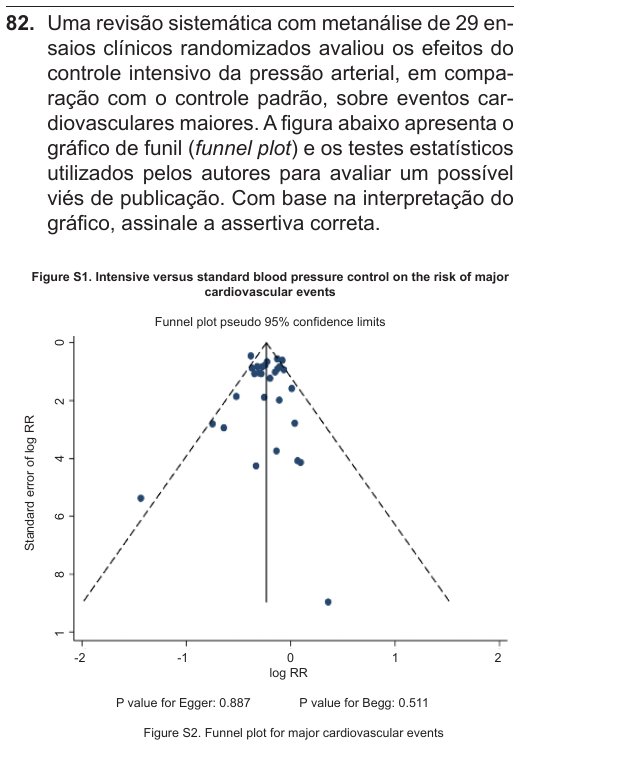 82. Uma revisão sistemática com metanálise de 29 en-
saios clínicos randomizados avaliou os efeitos do
controle intensivo da pressão arterial, em compa-
ração com o controle padrão, sobre eventos car-
diovasculares maiores. A figura abaixo apresenta o
gráfico de funil (funnel plot) e os testes estatísticos
utilizados pelos autores para avaliar um possível
viés de publicação. Com base na interpretação do
gráfico, assinale a assertiva correta.
Figure S1. Intensive versus standard blood pressure control on the risk of major
cardiovascular events
Funnel plot pseudo 95% confidence limits
Standard error of log RR
0
2
4
6
8
1
-2 -1 0 1 2
log RR
P value for Egger: 0.887 P value for Begg: 0.511
Figure S2. Funnel plot for major cardiovascular events